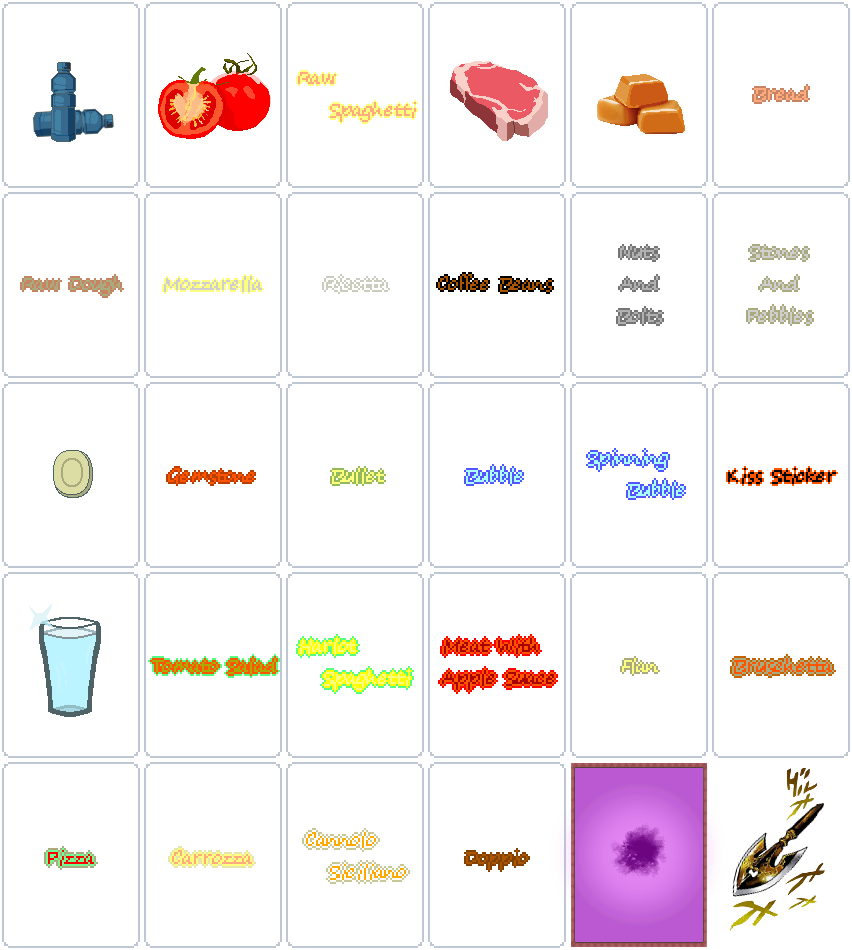 Raw
Spaghetti
Bread
Raw Dough
Mozzarella
Ricotta
Coffee Beans
Nuts
And
Bolts
Stones
And
Pebbles
Gemstone
Bullet
Bubble
Spinning
Bubble
Kiss Sticker
Tomato Salad
Harlot
Spaghetti
Meat With
Apple Sauce
Flan
Bruschetta
Pizza
Carrozza
Cannolo
Siciliano
Doppio